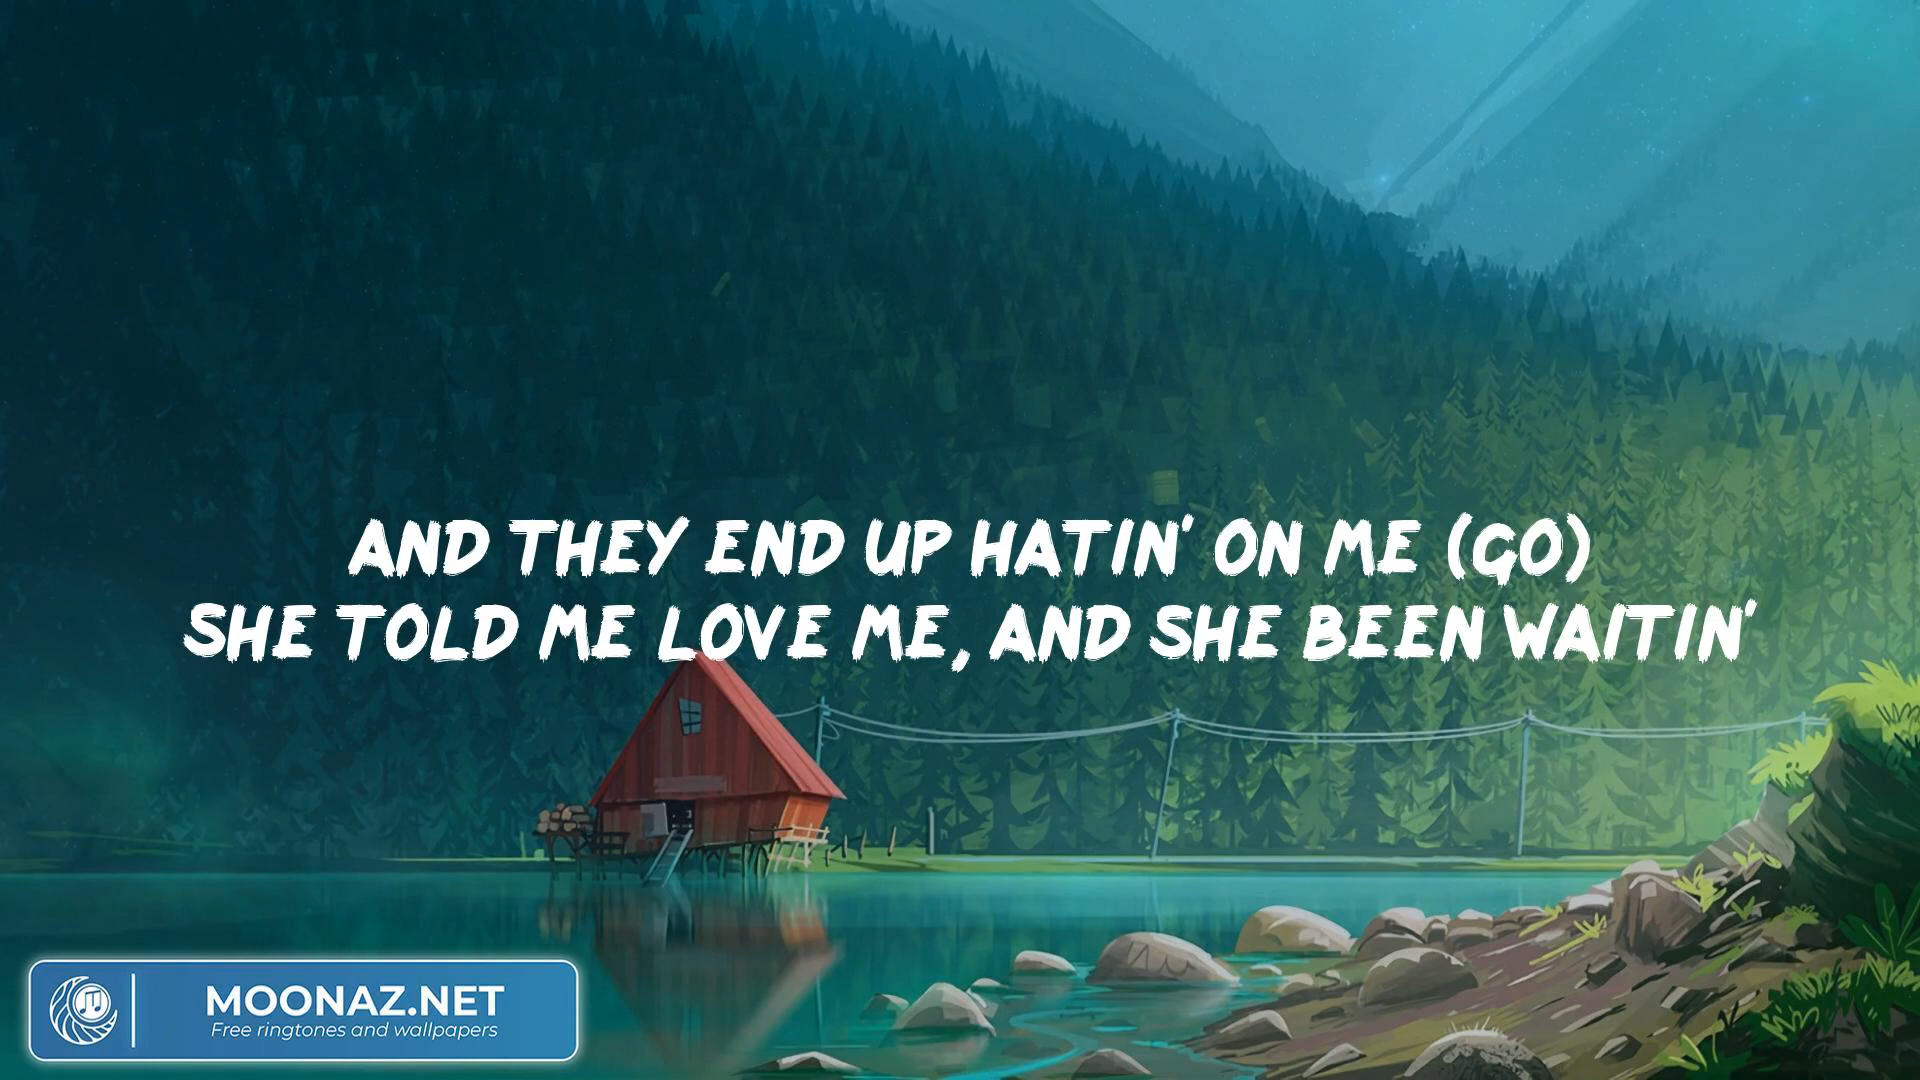 AND THEY END UP HATIN' ON ME (GO)
SHE TOLD ME LOVE ME, AND SHE BEEN WAITIN'
MOONAZ.NET
Free ringtones and wallpapers